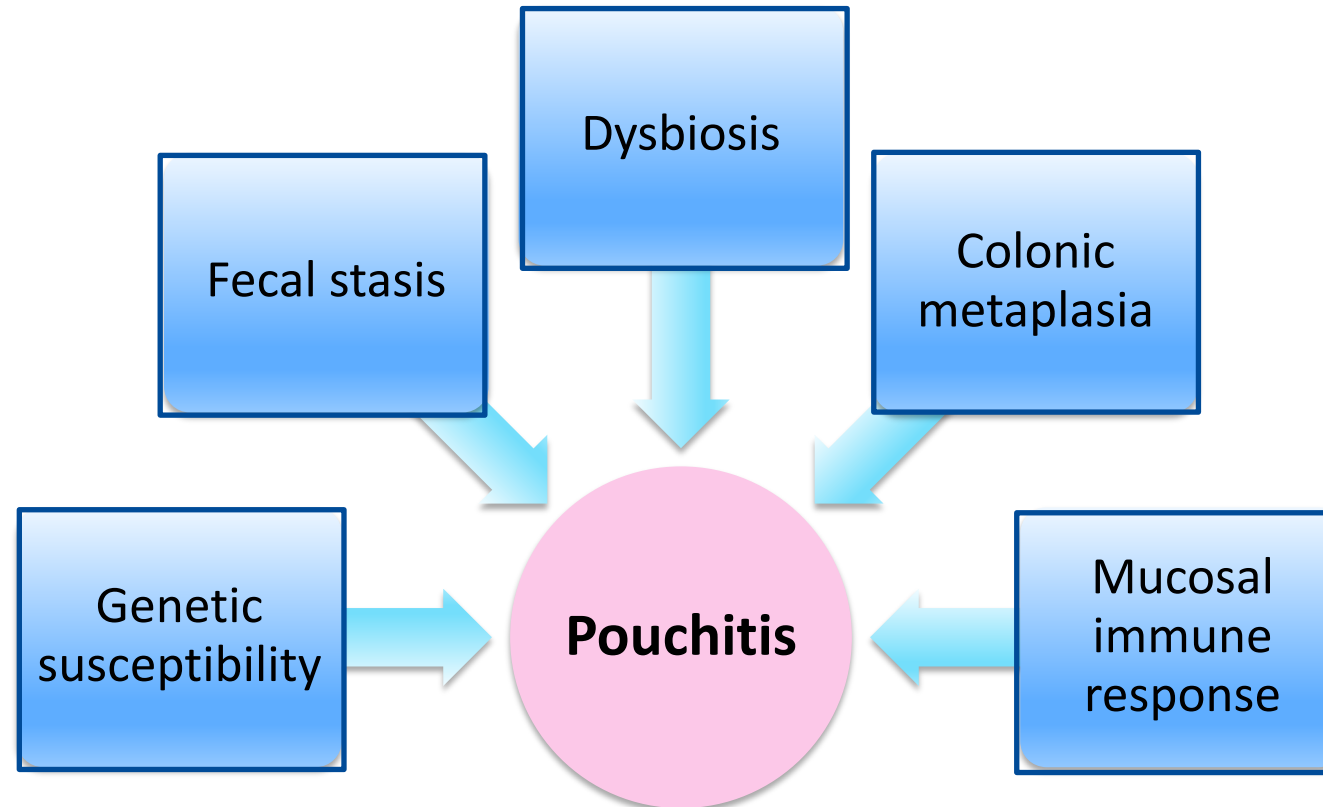 Dysbiosis
Fecal stasis
Colonic
metaplasia
Genetic
susceptibility
Pouchitis
Mucosal
immune
response